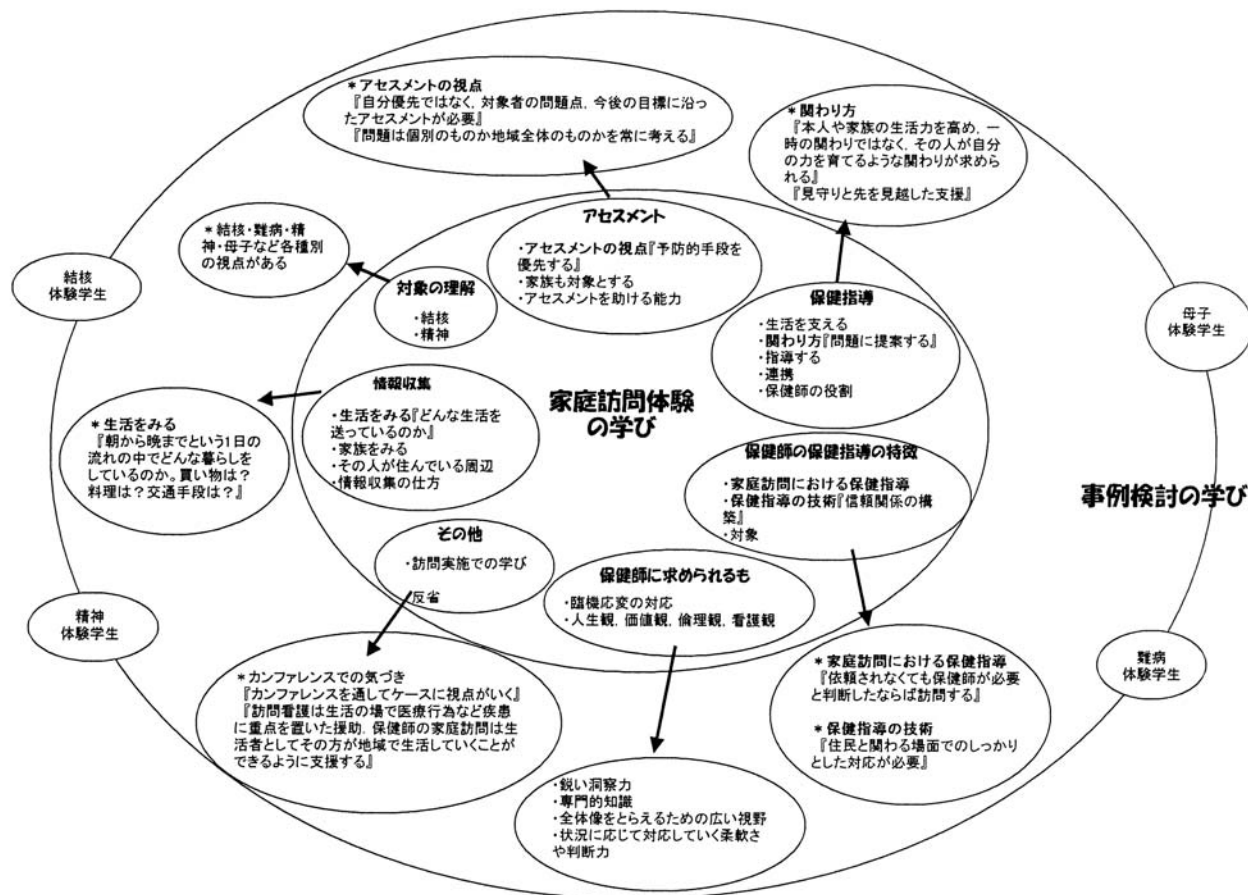 ＊アセスメントの視点
『自分優先ではなく，対象者の問題点，今後の目標に沿っ
たアセスメントが必要』
『問題は個別のものか地域全体のものかを常に考える』
＊関わり方
『本人や家族の生活力を高め，一
時の関わりではなく，その人が自分
の力を育てるような関わりが求めら
れる』
『見守りと先を見越した支援』
＊結核・難病・精
神・母子など各種別
の視点がある
アセスメント
・アセスメントの視点『予防的手段を
優先する』
・家族も対象とする
・アセスメントを助ける能力
結核
体験学生
対象の理解
・結核
・精神
保健指導
・生活を支える
・関わり方『問題に提案する』
・指導する
・連携
・保健師の役割
母子
体験学生
情報収集
・生活をみる『どんな生活を
送っているのか』
・家族をみる
・その人が住んでいる周辺
・情報収集の仕方
家庭訪問体験
の学び
＊生活をみる
『朝から晩までという1日の
流れの中でどんな暮らしを
しているのか。買い物は？
料理は？交通手段は？』
保健師の保健指導の特徴
・家庭訪問における保健指導
・保健指導の技術『信頼関係の構
築』
・対象
事例検討の学び
その他
・訪問実施での学び
反省
保健師に求められるも
・臨機応変の対応
・人生観，価値観，倫理観，看護観
精神
体験学生
難病
体験学生
＊カンファレンスでの気づき
『カンファレンスを通してケースに視点がいく』
『訪問看護は生活の場で医療行為など疾患
に重点を置いた援助，保健師の家庭訪問は生
活者としてその方が地域で生活していくことが
できるように支援する』
＊家庭訪問における保健指導
『依頼されなくても保健師が必要
と判断したならば訪問する』
＊保健指導の技術
『住民と関わる場面でのしっかり
とした対応が必要』
・鋭い洞察力
・専門的知識
・全体像をとらえるための広い視野
・状況に応じて対応していく柔軟さ
や判断力